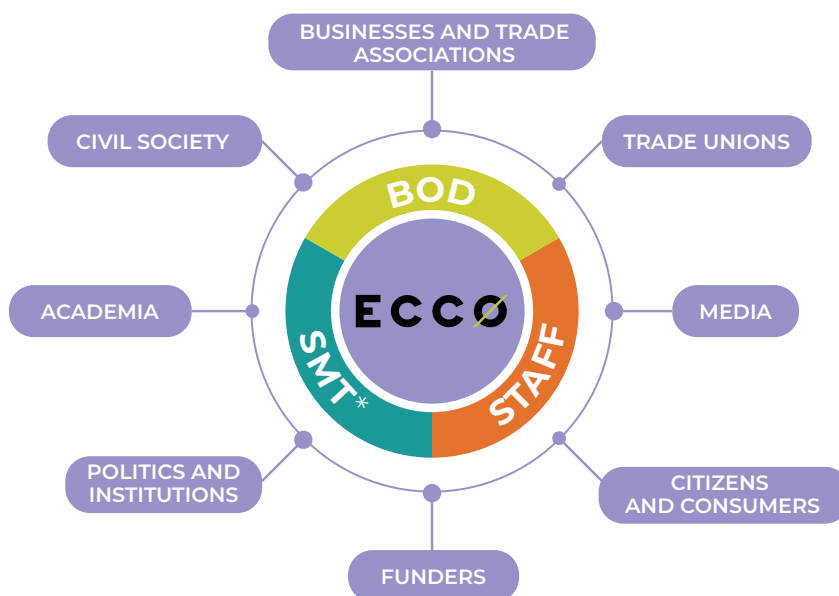 BUSINESSES AND TRADE
ASSOCIATIONS
CIVIL SOCIETY
TRADE UNIONS
BOD
ACADEMIA
ECCØ
MEDIA
SMT*
STAFF
POLITICS AND
INSTITUTIONS
CITIZENS
AND CONSUMERS
FUNDERS